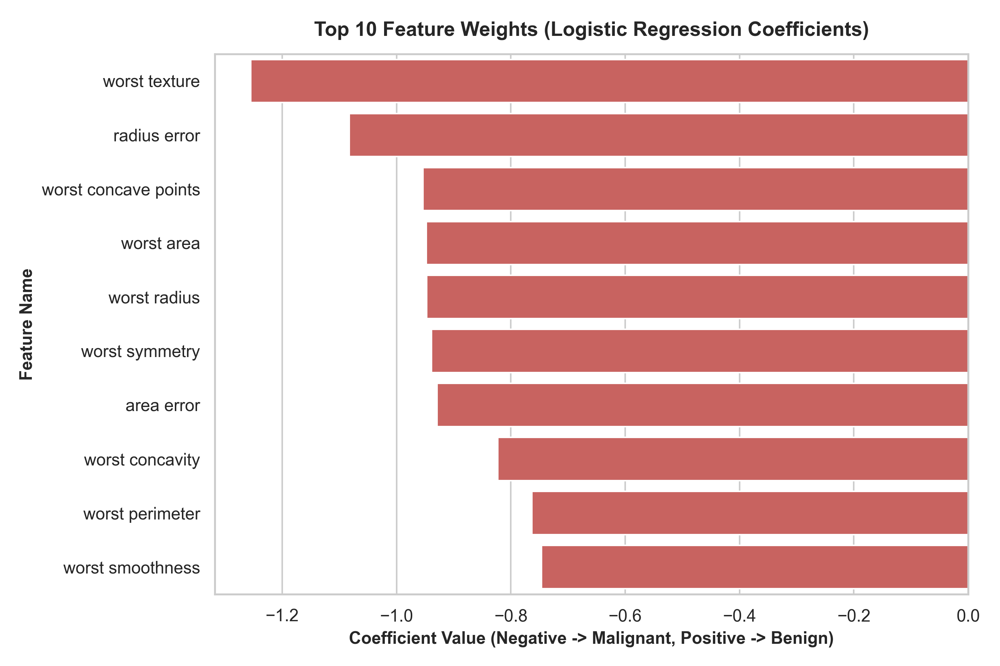 Top 10 Feature Weights (Logistic Regression Coefficients)
Feature Name
worst texture
radius error
worst concave points
worst area
worst radius
worst symmetry
area error
worst concavity
worst perimeter
worst smoothness
−1.2 −1.0 −0.8 −0.6 −0.4 −0.2 0.0
Coefficient Value (Negative -> Malignant, Positive -> Benign)